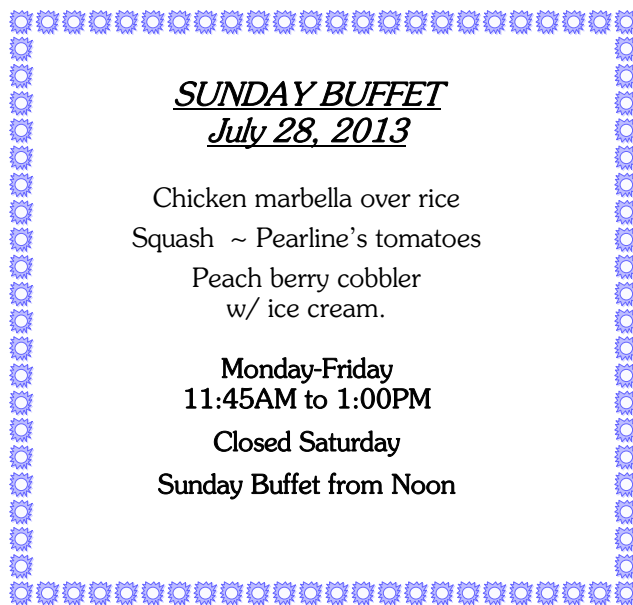 SUNDAY BUFFET
July 28, 2013
Chicken marbella over rice
Squash ~ Pearline's tomatoes
Peach berry cobbler
w/ ice cream.
Monday-Friday
11:45AM to 1:00PM
Closed Saturday
Sunday Buffet from Noon